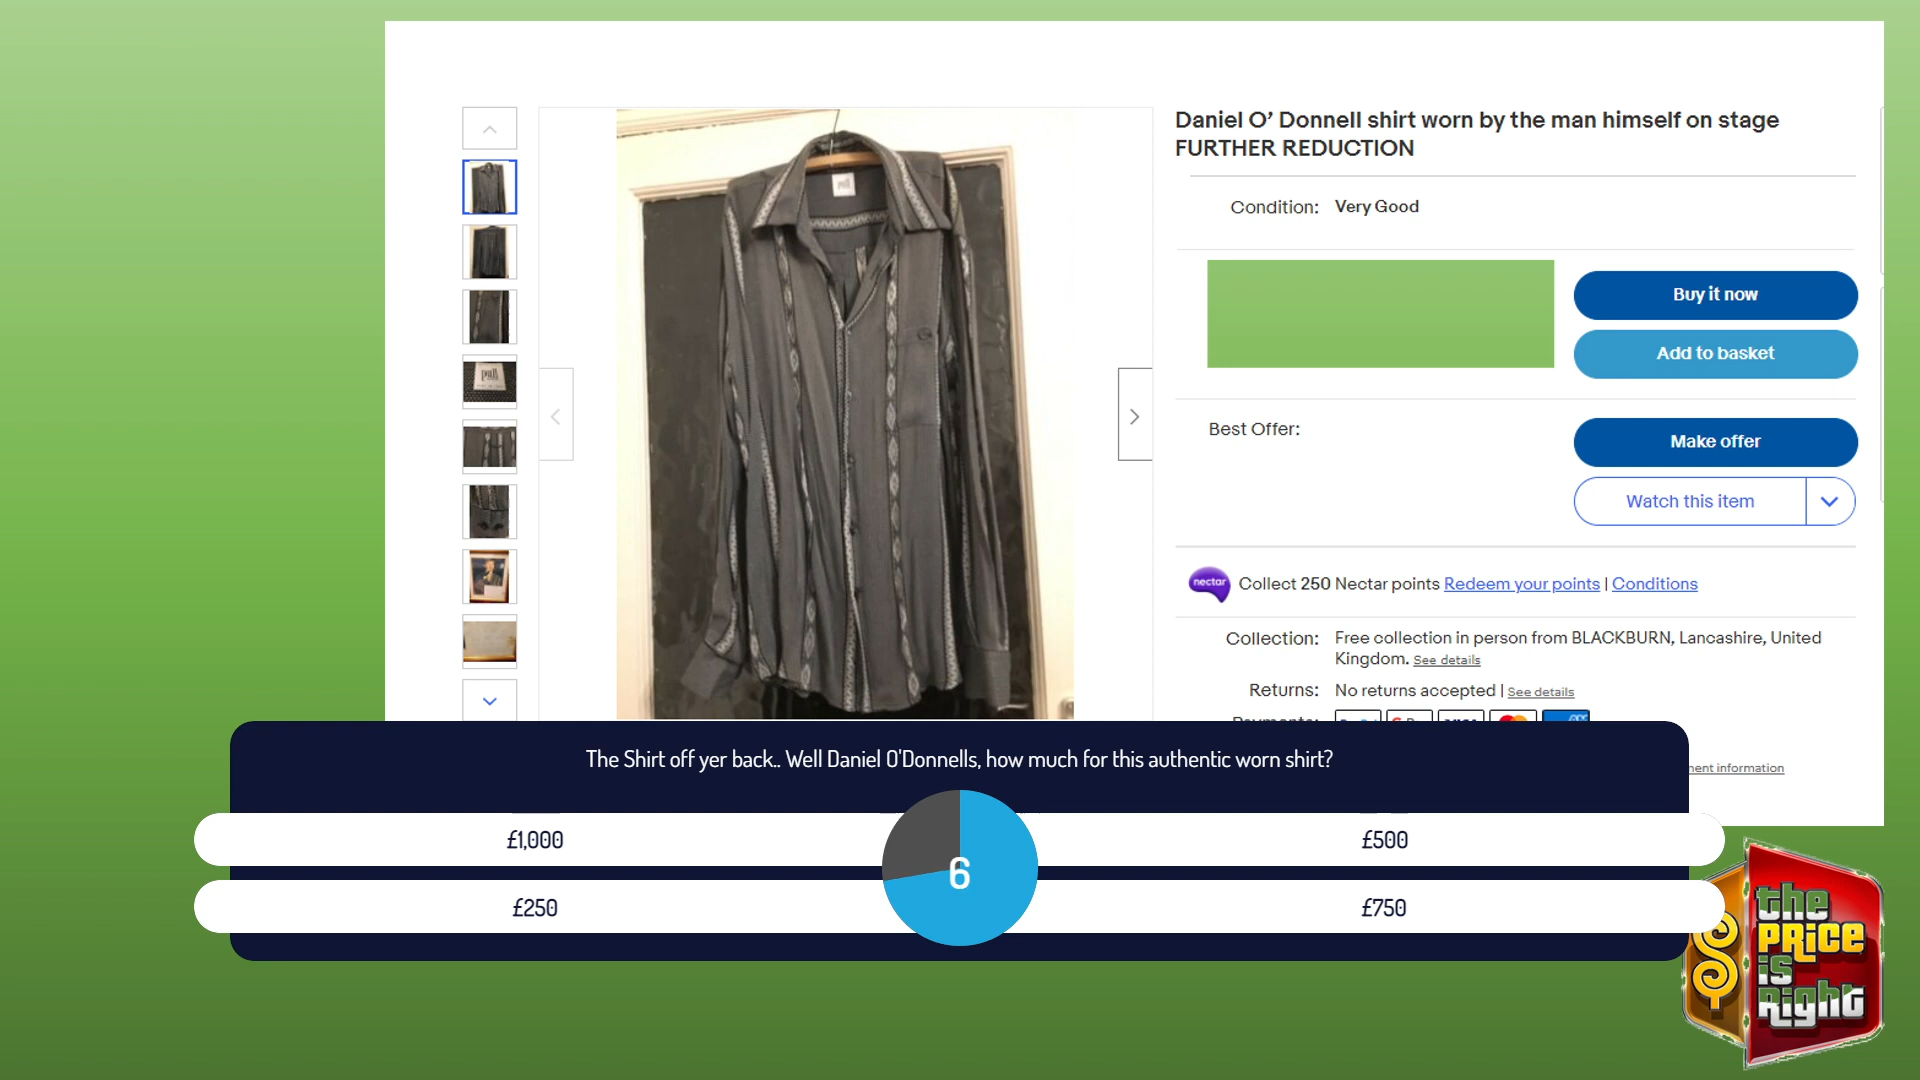 Daniel O’ Donnell shirt worn by the man himself on stage
FURTHER REDUCTION
Condition: Very Good
Buy it now
Add to basket
Best Offer:
Make offer
Watch this item
nectar Collect 250 Nectar points Redeem your points | Conditions
Collection: Free collection in person from BLACKBURN, Lancashire, United
Kingdom. See details
Returns: No returns accepted | See details
Payments:
information
The Shirt off yer back.. Well Daniel O'Donnells, how much for this authentic worn shirt?
£1,000
£500
6
£250
£750
the
PRiCE
is
Right